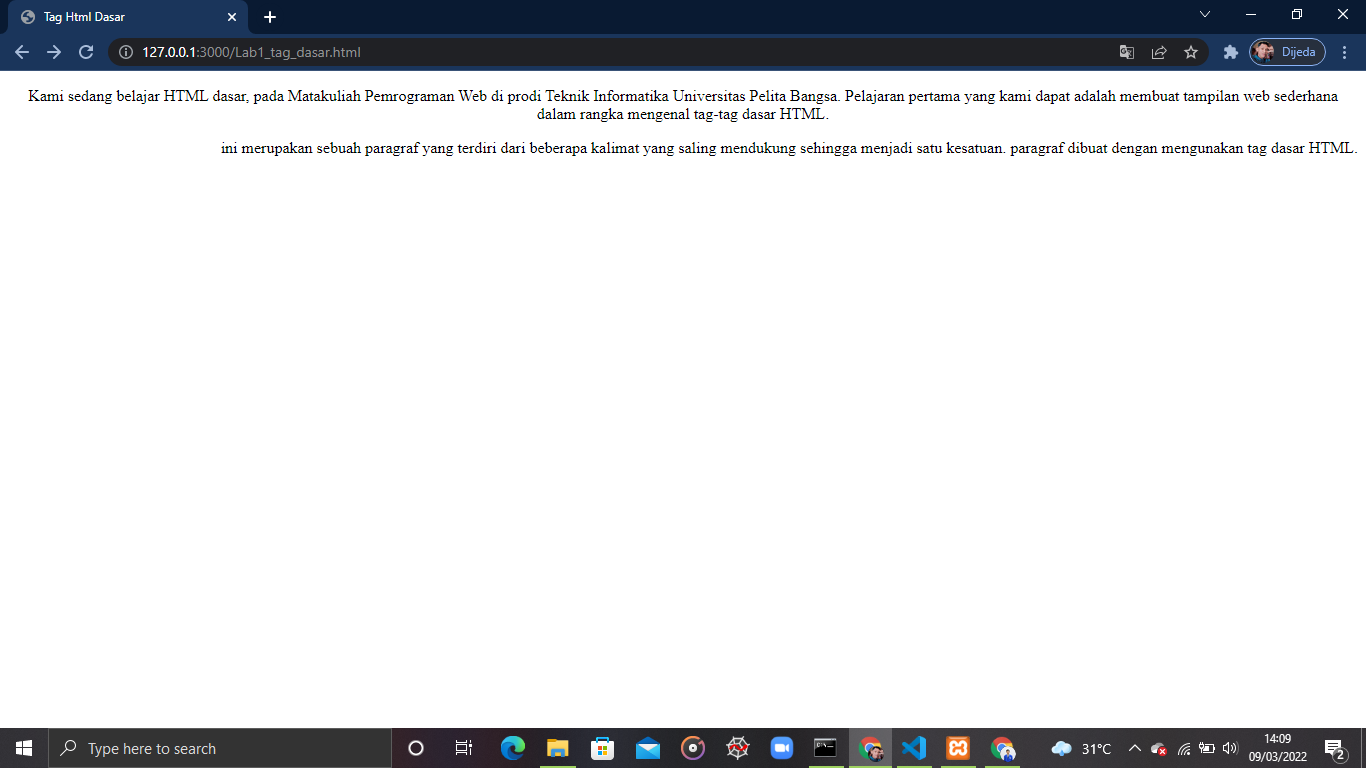 Tag Html Dasar
127.0.0.1:3000/Lab1_tag_dasar.html
Dijeda
Kami sedang belajar HTML dasar, pada Matakuliah Pemrograman Web di prodi Teknik Informatika Universitas Pelita Bangsa. Pelajaran pertama yang kami dapat adalah membuat tampilan web sederhana
dalam rangka mengenal tag-tag dasar HTML.
ini merupakan sebuah paragraf yang terdiri dari beberapa kalimat yang saling mendukung sehingga menjadi satu kesatuan. paragraf dibuat dengan mengunakan tag dasar HTML.
Type here to search
31°C
14:09
09/03/2022
2